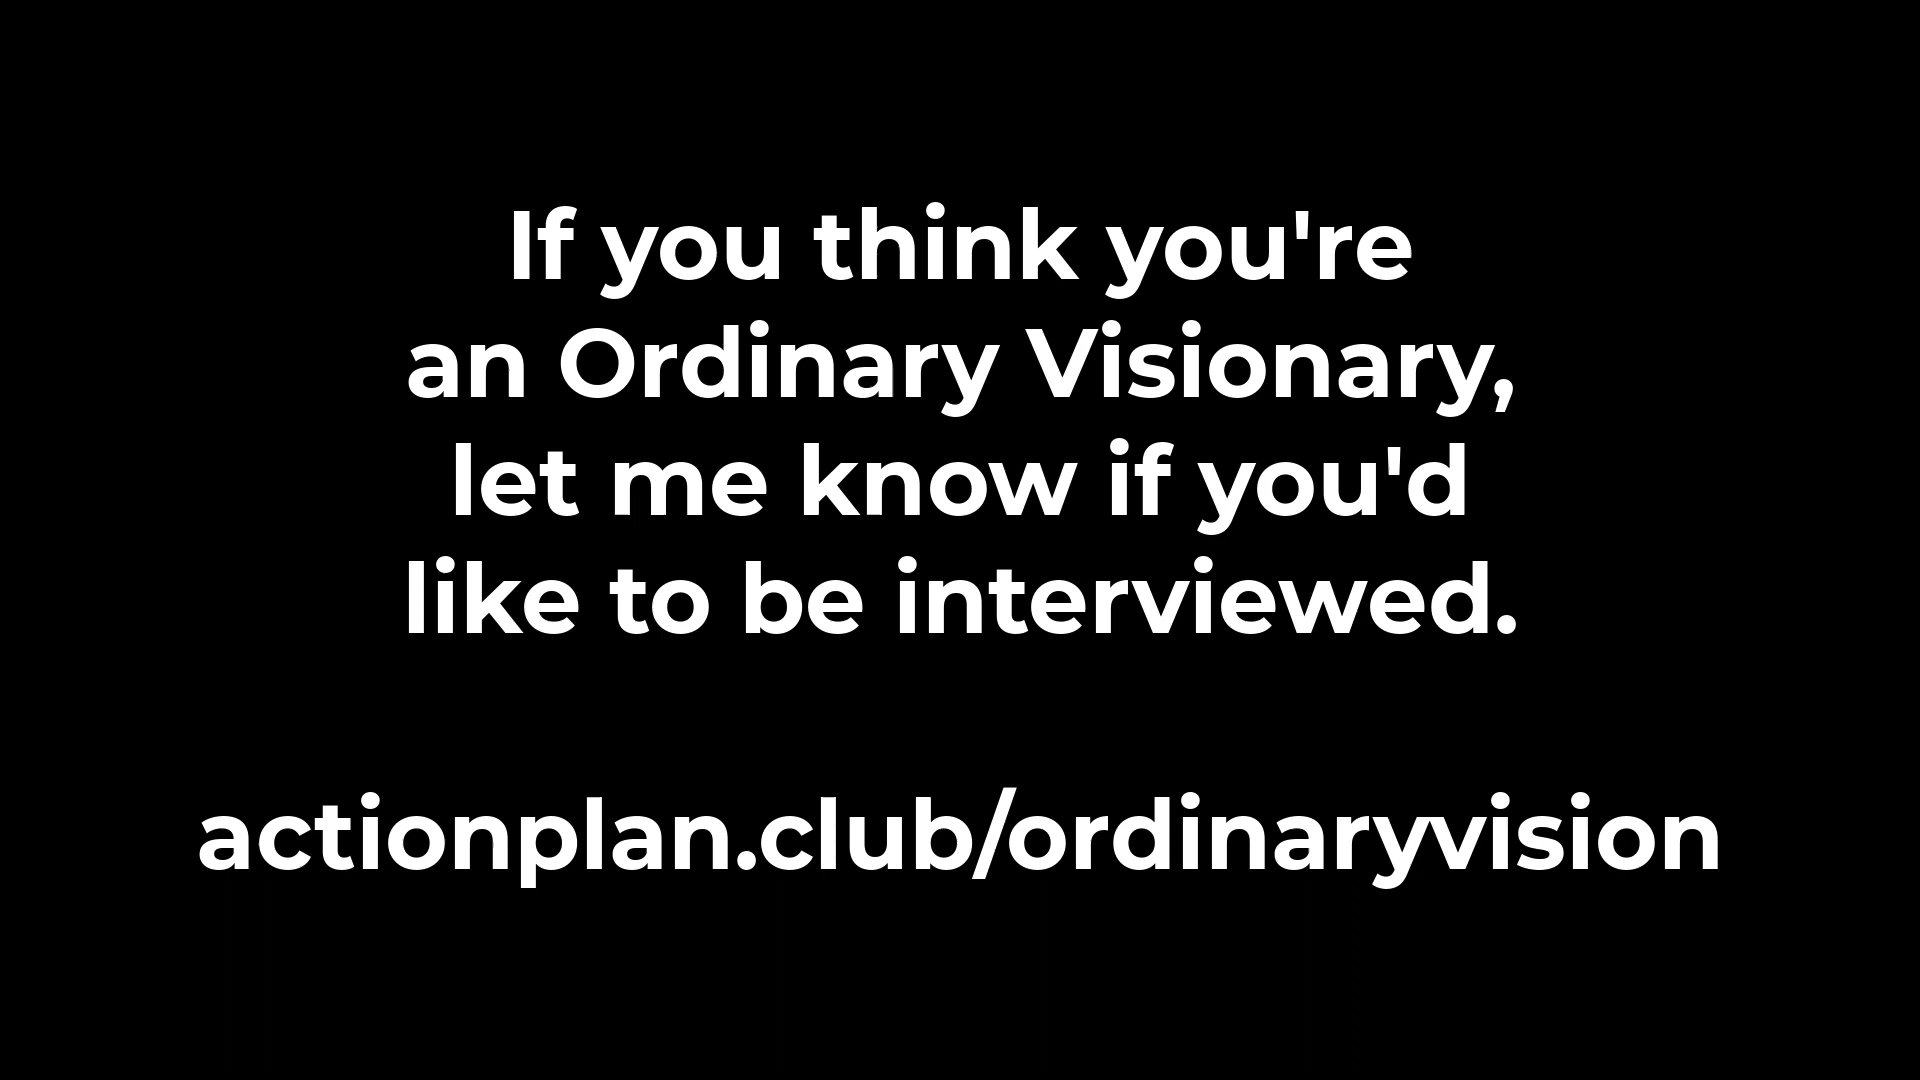 If you think you're
an Ordinary Visionary,
let me know if you'd
like to be interviewed.
actionplan.club/ordinaryvision